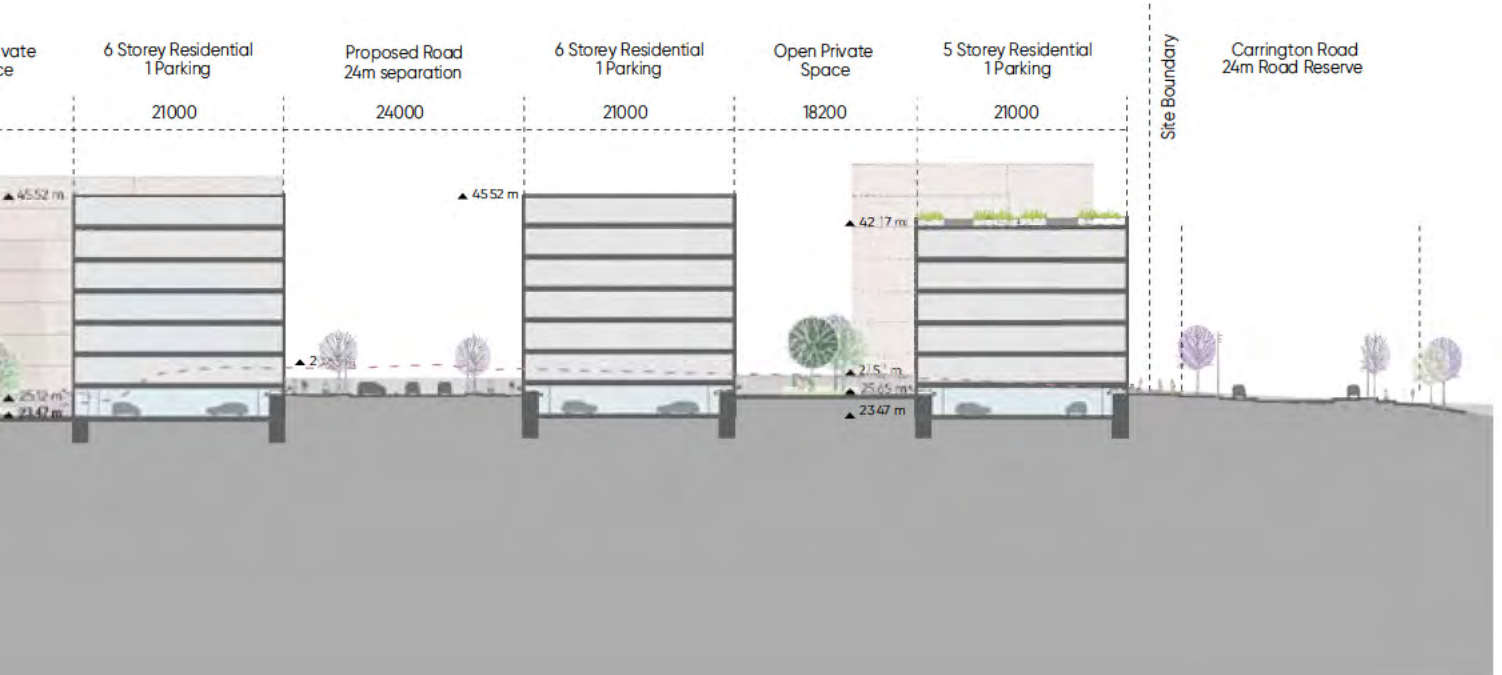 vate
ce
6 Storey Residential
1 Parking
Proposed Road
24m separation
6 Storey Residential
1 Parking
Open Private
Space
5 Storey Residential
1 Parking
Site Boundary
Carrington Road
24m Road Reserve
21000
24000
21000
18200
21000
45.52 m
45.52 m
42.17 m
25.12 m
23.47 m
25.65 m
23.47 m